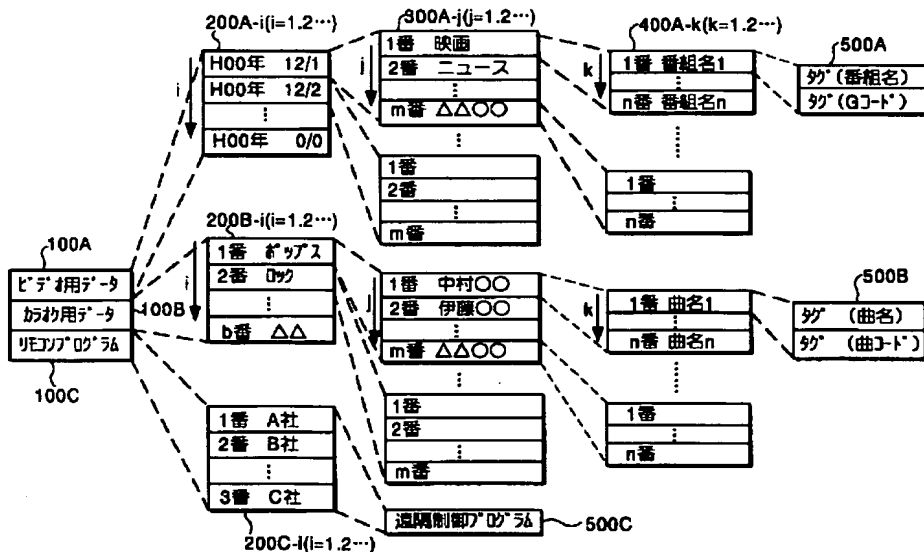 200A-i(i=1.2…)
H00年 12/1
H00年 12/2
H00年 0/0
i
300A-j(j=1.2…)
1番 映画
2番 ニュース
m番 △△○○
j
1番
2番
m番
400A-k(k=1.2…)
1番 番組名1
n番 番組名n
k
1番
n番
500A
ﾀｸﾞ(番組名)
ﾀｸﾞ(Gｺｰﾄﾞ)
100A
ﾋﾞﾃﾞｵ用ﾃﾞｰﾀ
ｶﾗｵｹ用ﾃﾞｰﾀ
ﾘﾓｺﾝﾌﾟﾛｸﾞﾗﾑ
100B
100C
200B-i(i=1.2…)
1番 ﾎﾟｯﾌﾟｽ
2番 ﾛｯｸ
b番 △△
i
1番 中村○○
2番 伊藤○○
m番 △△○○
j
1番
2番
m番
1番 曲名1
n番 曲名n
k
1番
n番
500B
ﾀｸﾞ (曲名)
ﾀｸﾞ (曲ｺｰﾄﾞ)
1番 A社
2番 B社
3番 C社
200C-i(i=1.2…)
遠隔制御ﾌﾟﾛｸﾞﾗﾑ
500C